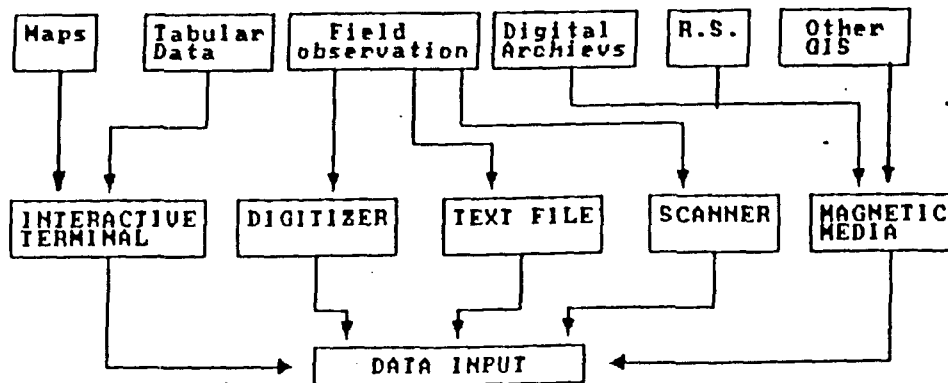 Maps
Tabular
Data
Field
observation
Digital
Archievs
R.S.
Other
GIS
INTERACTIVE
TERMINAL
DIGITIZER
TEXT FILE
SCANNER
MAGNETIC
MEDIA
DATA INPUT